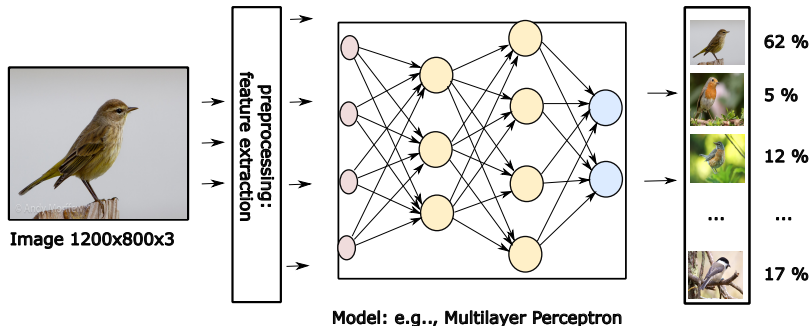 preprocessing:
feature extraction
Image 1200x800x3
Model: e.g.., Multilayer Perceptron
62 %
5 %
12 %
... ...
17 %